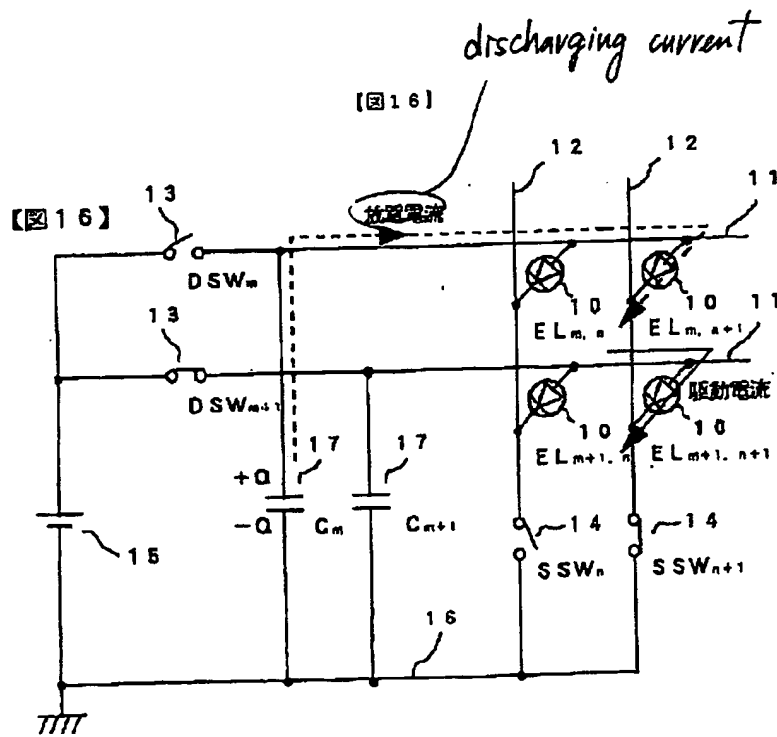 discharging current
【図16】
12
12
【図16】
13
放電電流
11
DSWm
10
ELm,n
10
ELm,n+1
11
13
DSWm+1
駆動電流
10
ELm+1,n
10
ELm+1,n+1
17
17
+Q
-Q
Cm
Cm+1
15
14
SSWn
14
SSWn+1
16